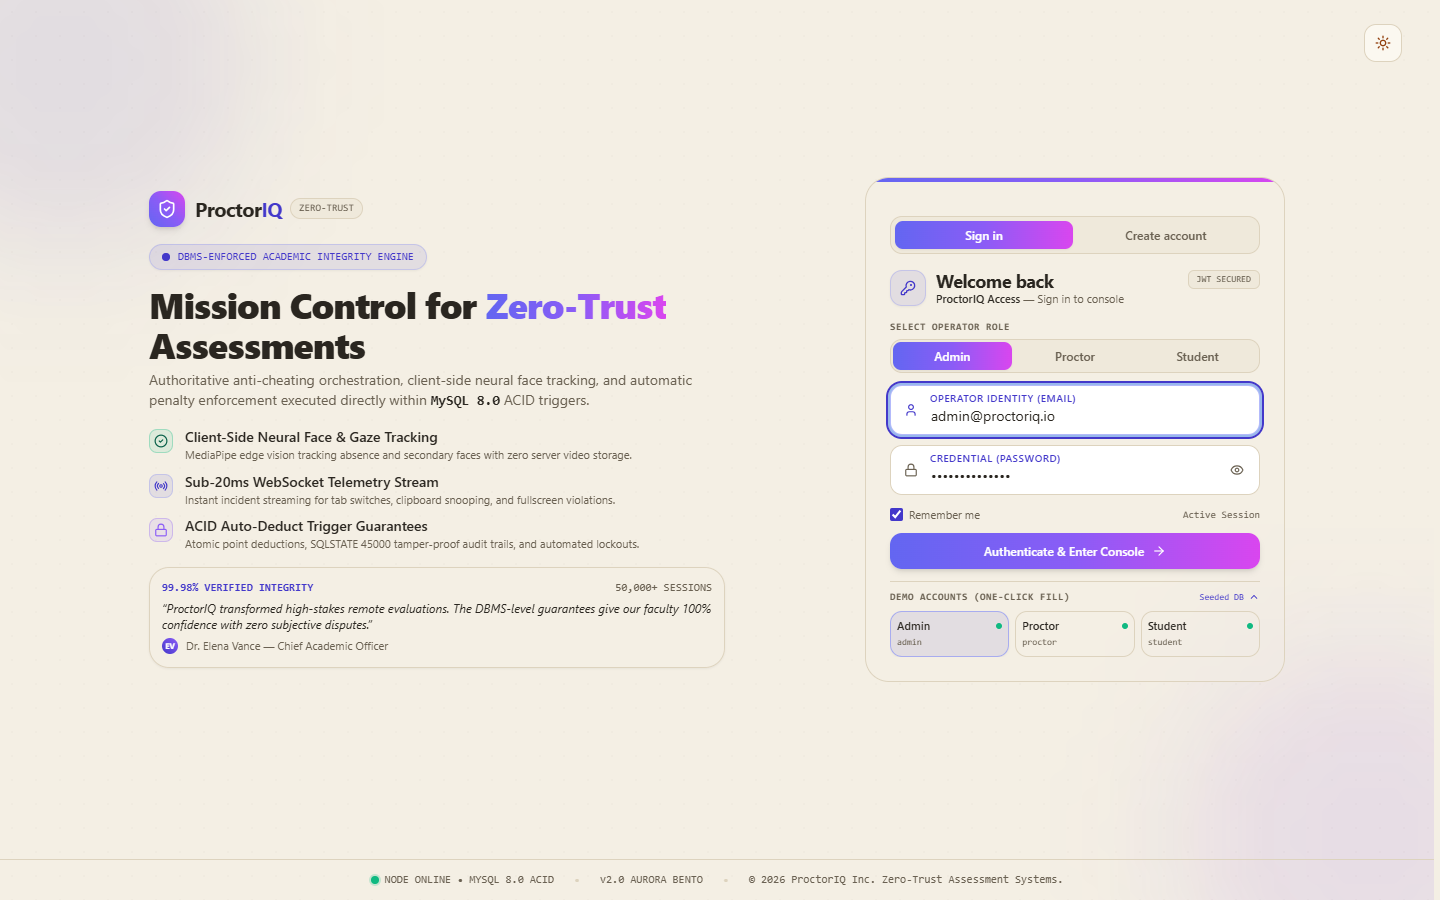 ProctorIQ ZERO-TRUST
DBMS-ENFORCED ACADEMIC INTEGRITY ENGINE
Mission Control for Zero-Trust
Assessments
Authoritative anti-cheating orchestration, client-side neural face tracking, and automatic
penalty enforcement executed directly within MySQL 8.0 ACID triggers.
Client-Side Neural Face & Gaze Tracking
MediaPipe edge vision tracking absence and secondary faces with zero server video storage.
Sub-20ms WebSocket Telemetry Stream
Instant incident streaming for tab switches, clipboard snooping, and fullscreen violations.
ACID Auto-Deduct Trigger Guarantees
Atomic point deductions, SQLSTATE 45000 tamper-proof audit trails, and automated lockouts.
99.98% VERIFIED INTEGRITY 50,000+ SESSIONS
“ProctorIQ transformed high-stakes remote evaluations. The DBMS-level guarantees give our faculty 100%
confidence with zero subjective disputes.”
EV Dr. Elena Vance — Chief Academic Officer
Sign in Create account
Welcome back JWT SECURED
ProctorIQ Access — Sign in to console
SELECT OPERATOR ROLE
Admin Proctor Student
OPERATOR IDENTITY (EMAIL)
admin@proctoriq.io
CREDENTIAL (PASSWORD)
••••••••••••••
Remember me Active Session
Authenticate & Enter Console →
DEMO ACCOUNTS (ONE-CLICK FILL) Seeded DB
Admin Proctor Student
admin proctor student
NODE ONLINE • MYSQL 8.0 ACID • v2.0 AURORA BENTO • © 2026 ProctorIQ Inc. Zero-Trust Assessment Systems.